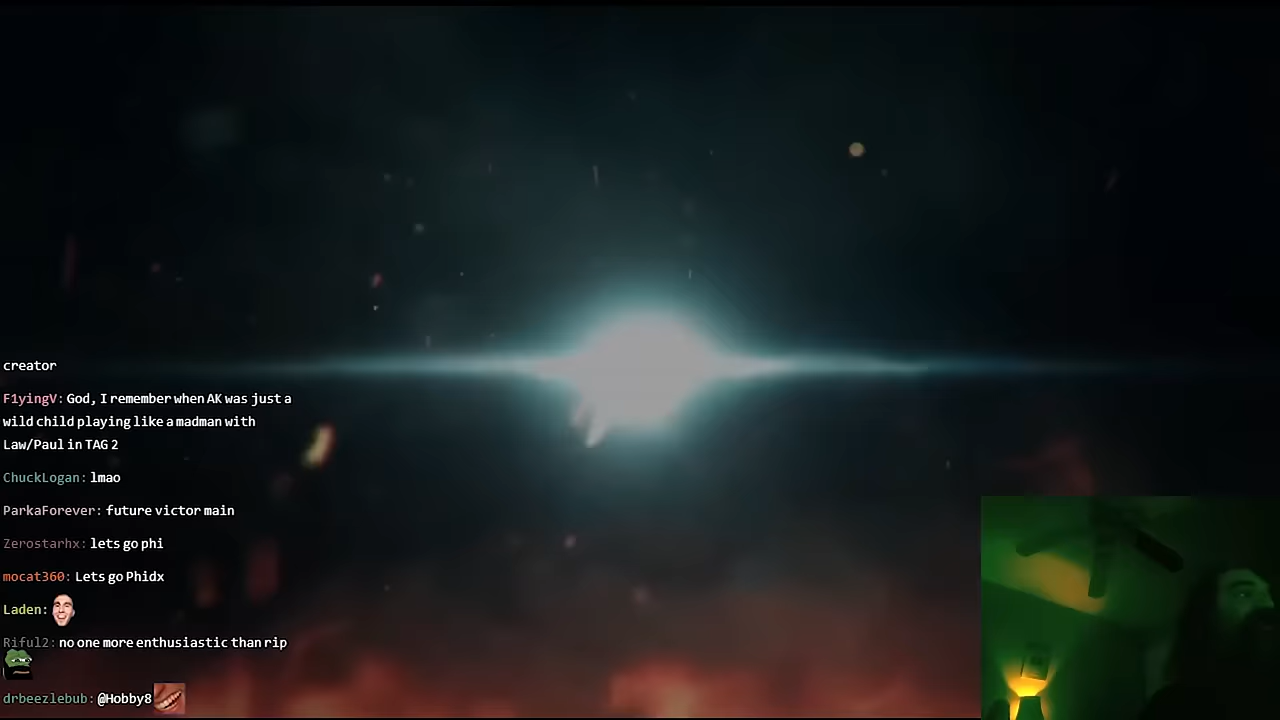 creator
F1yingV: God, I remember when AK was just a
wild child playing like a madman with
Law/Paul in TAG 2
ChuckLogan: lmao
ParkaForever: future victor main
Zerostarhx: lets go phi
mocat360: Lets go Phidx
Laden:
Riful2: no one more enthusiastic than rip
drbeezlebub: @Hobby8